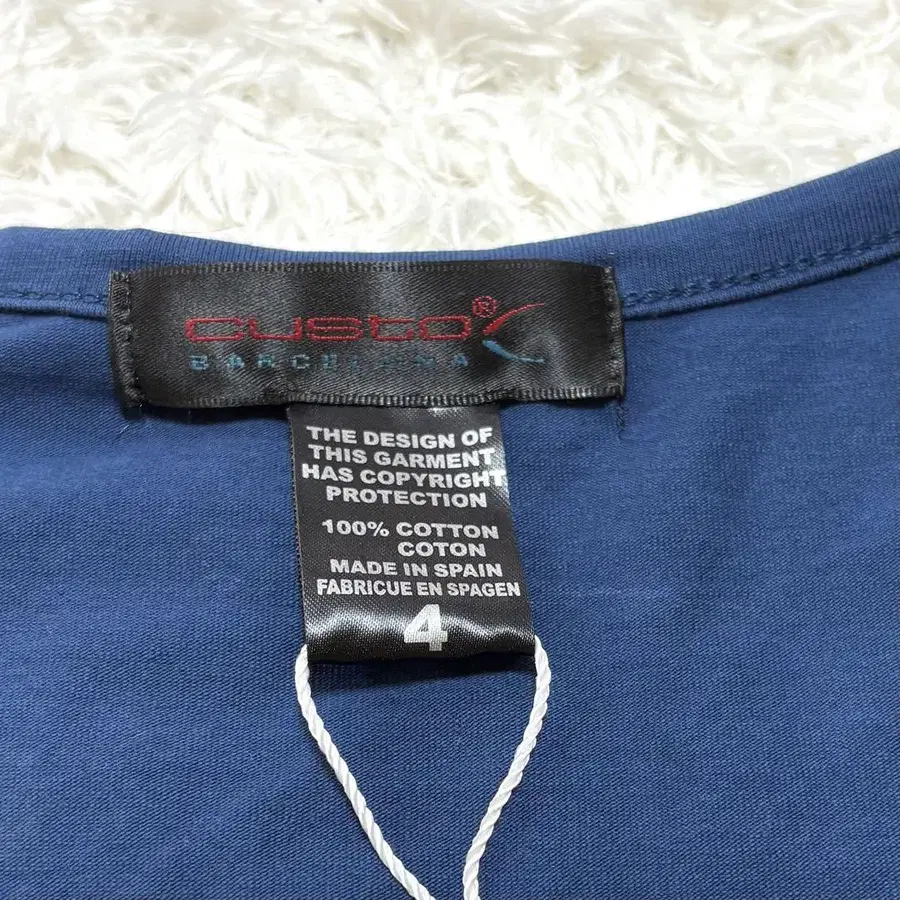 custo®
BARCELONA
THE DESIGN OF
THIS GARMENT
HAS COPYRIGHT
PROTECTION
100% COTTON
COTON
MADE IN SPAIN
FABRICUE EN SPAGEN
4